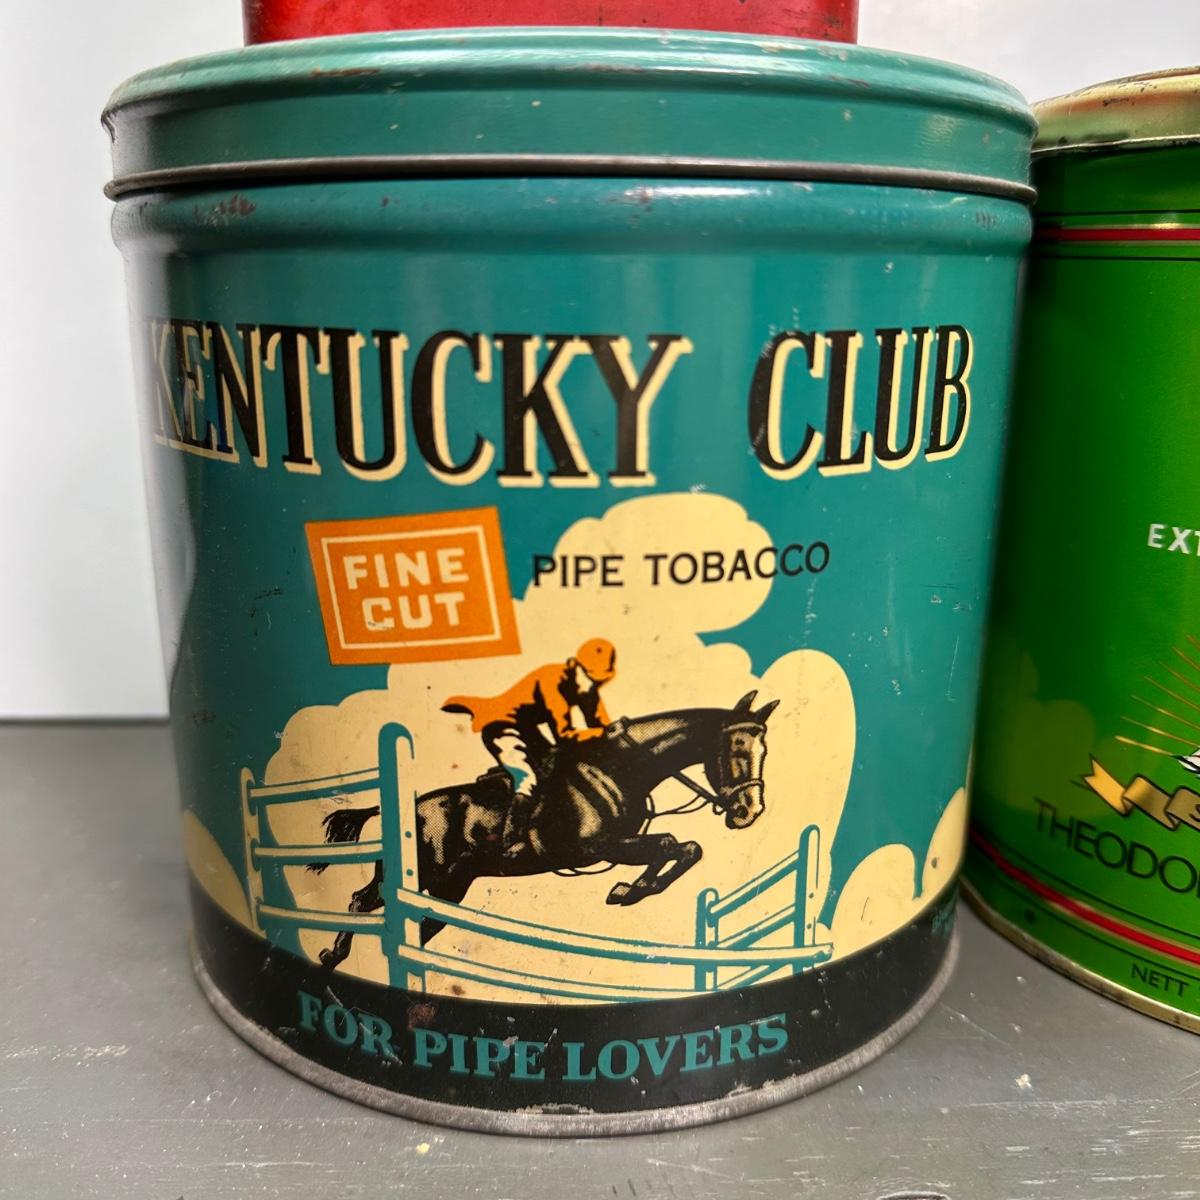 KENTUCKY CLUB
FINE
CUT
PIPE TOBACCO
FOR PIPE LOVERS
EXT
THEODO
NETT